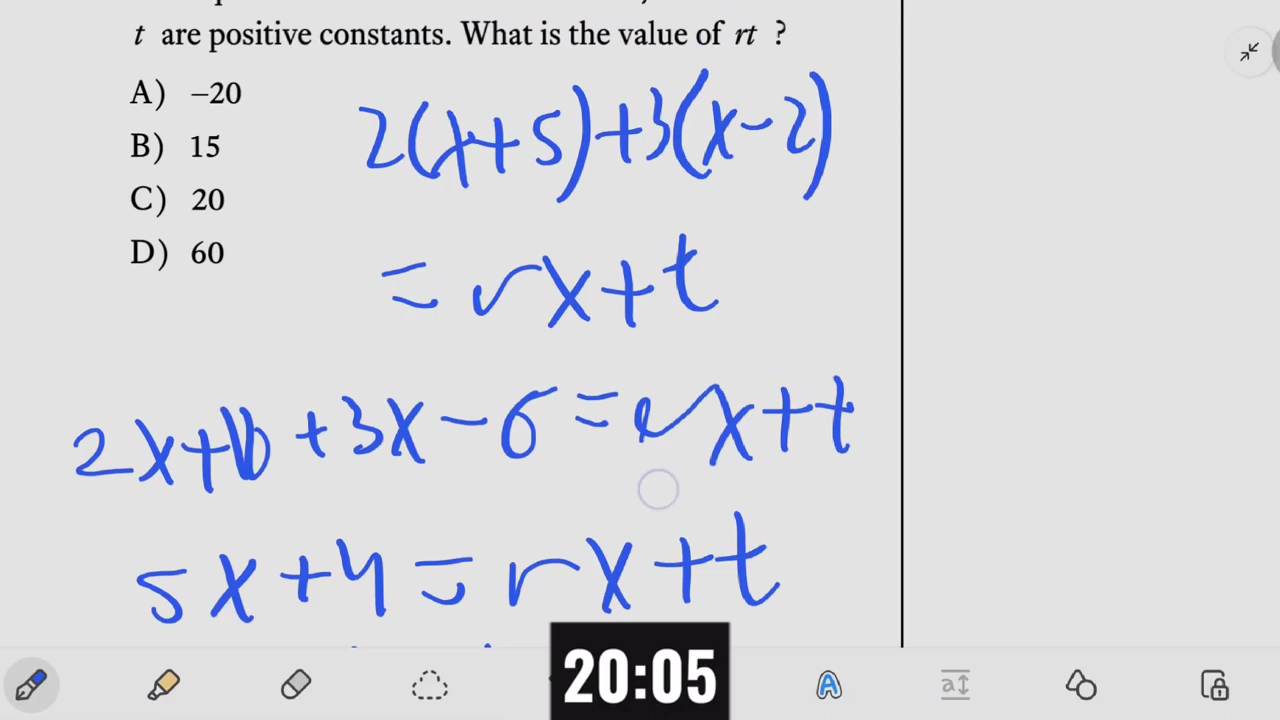 t are positive constants. What is the value of rt ?
A) −20
B) 15
C) 20
D) 60
2(x+5)+3(x-2)
= rx+t
2x+10+3x-6=rx+t
5x+4=rx+t
20:05